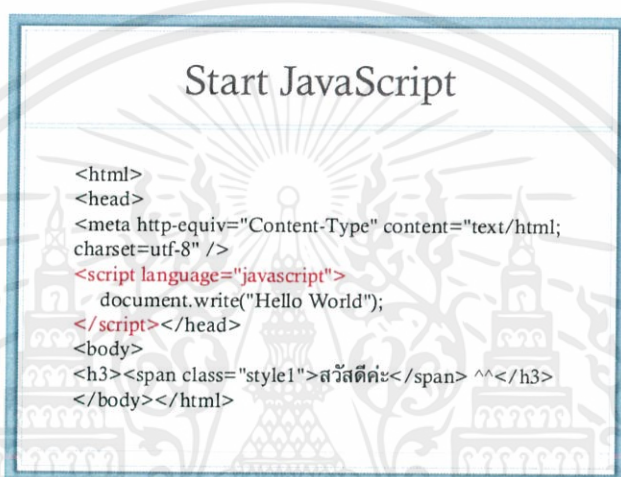 Start JavaScript
<html>
<head>
<meta http-equiv="Content-Type" content="text/html;
charset=utf-8" />
<script language="javascript">
document.write("Hello World");
</script></head>
<body>
<h3><span class="style1">สวัสดีค่ะ</span> ^^</h3>
</body></html>